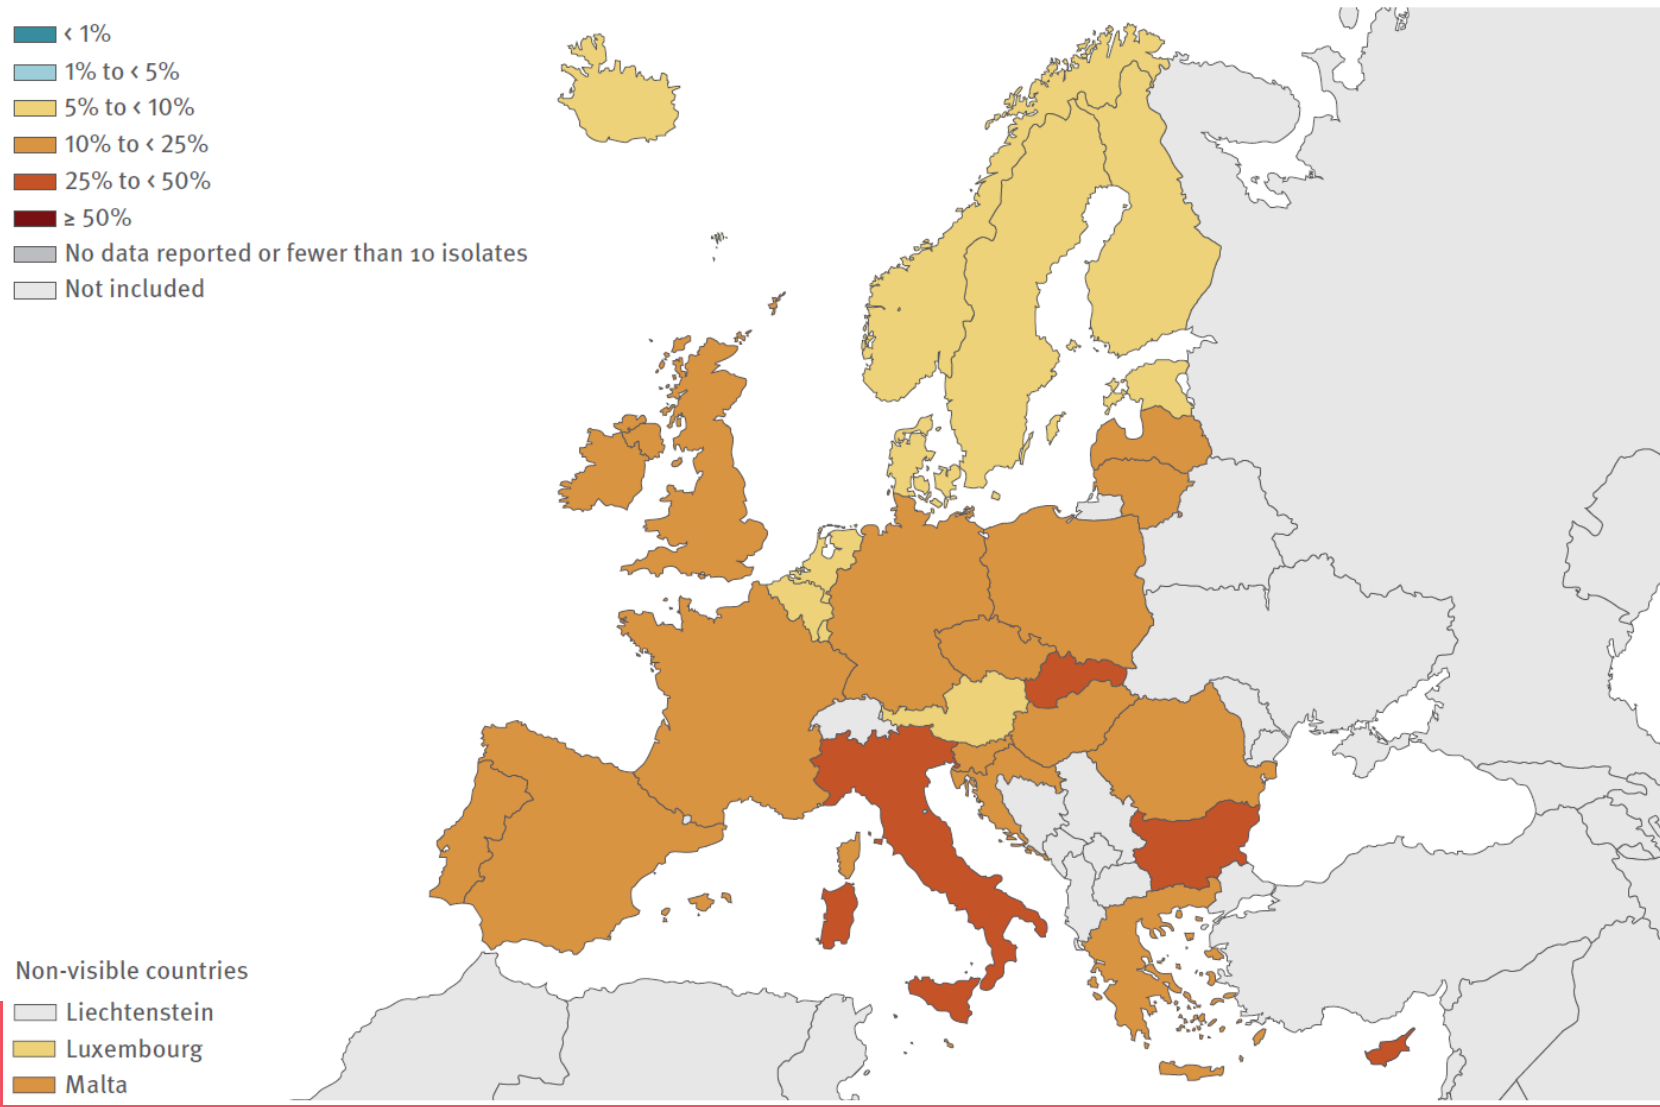 < 1%
1% to < 5%
5% to < 10%
10% to < 25%
25% to < 50%
≥ 50%
No data reported or fewer than 10 isolates
Not included
Non-visible countries
Liechtenstein
Luxembourg
Malta